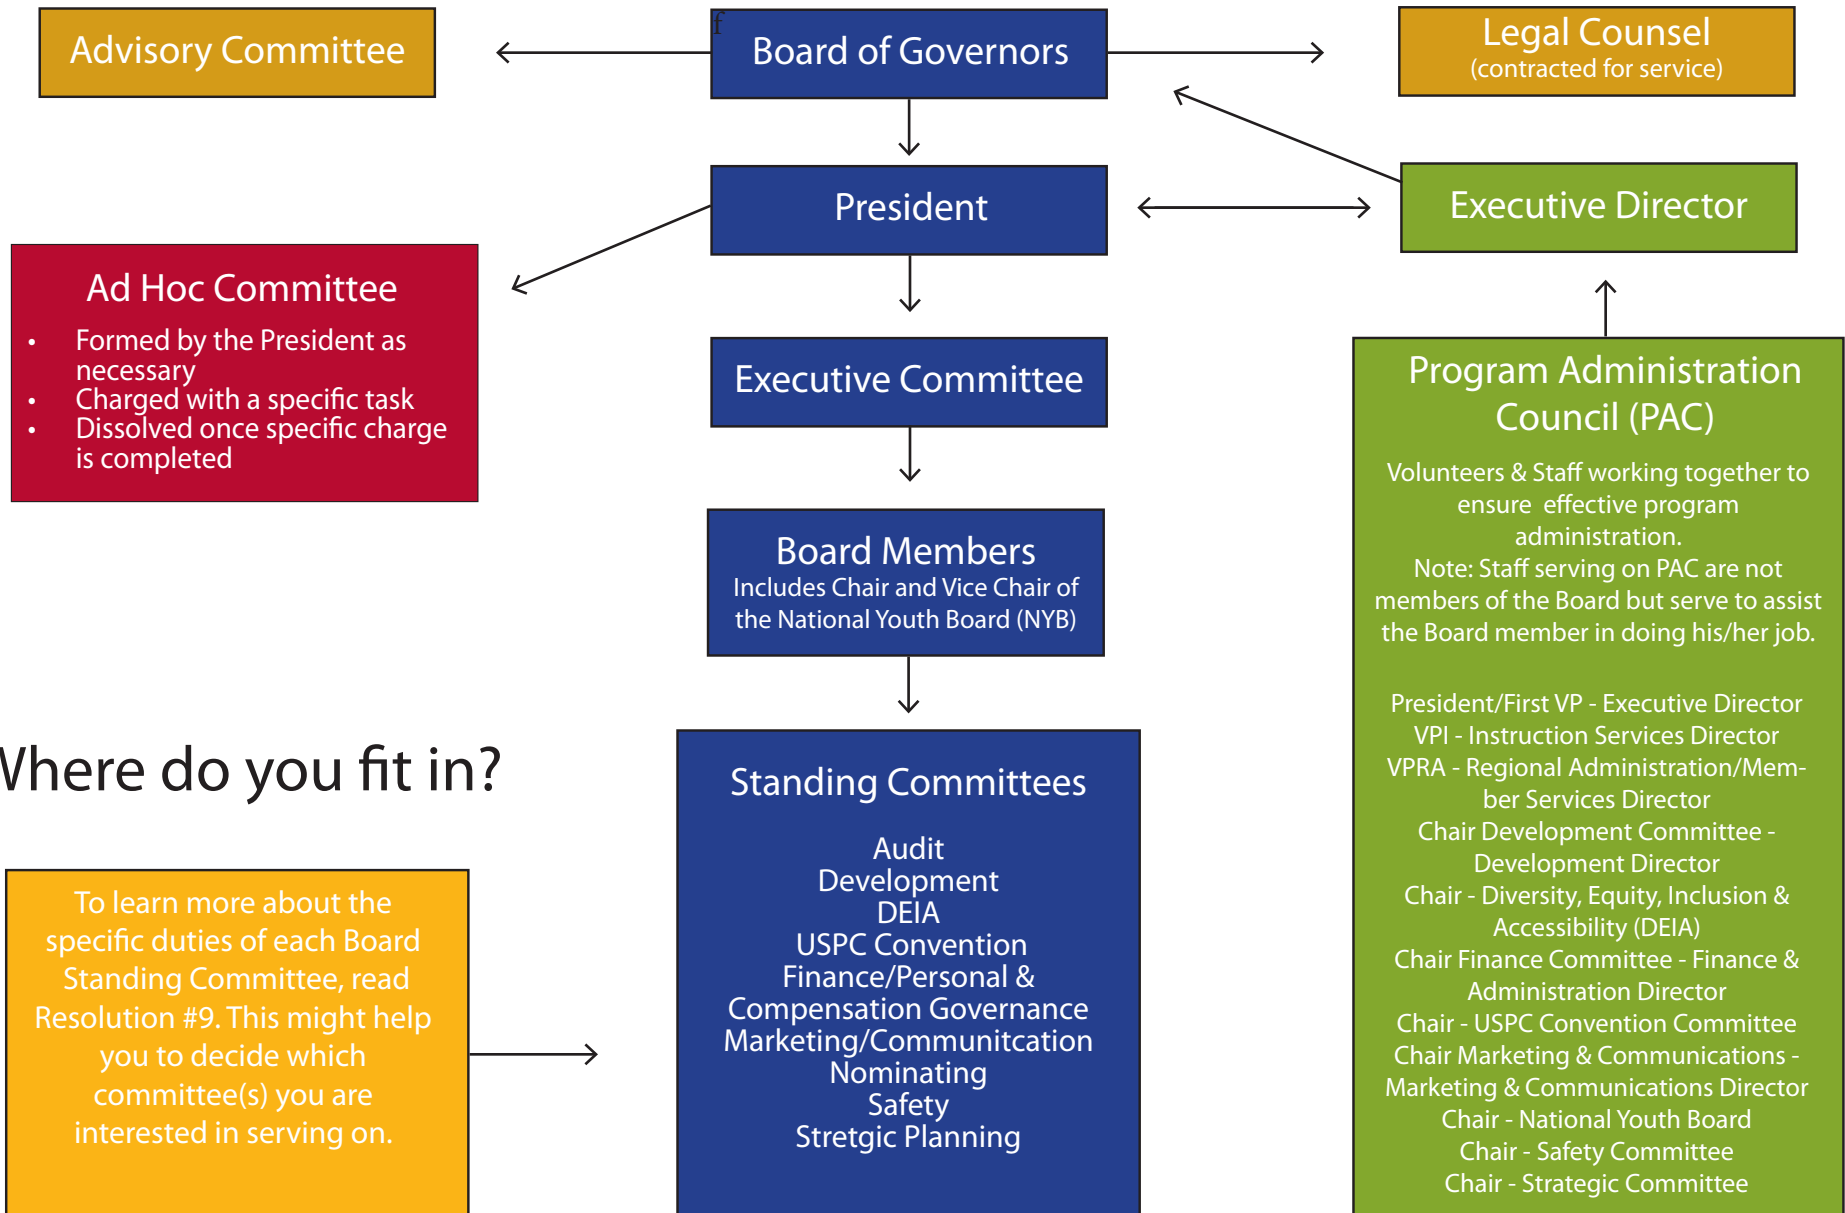 Advisory Committee
f
Board of Governors
Legal Counsel
(contracted for service)
President
Executive Director
Ad Hoc Committee
• Formed by the President as
necessary
• Charged with a specific task
• Dissolved once specific charge
is completed
Executive Committee
Board Members
Includes Chair and Vice Chair of
the National Youth Board (NYB)
Program Administration
Council (PAC)
Volunteers & Staff working together to
ensure effective program
administration.
Note: Staff serving on PAC are not
members of the Board but serve to assist
the Board member in doing his/her job.
President/First VP - Executive Director
VPI - Instruction Services Director
VPRA - Regional Administration/Mem-
ber Services Director
Chair Development Committee -
Development Director
Chair - Diversity, Equity, Inclusion &
Accessibility (DEIA)
Chair Finance Committee - Finance &
Administration Director
Chair - USPC Convention Committee
Chair Marketing & Communications -
Marketing & Communications Director
Chair - National Youth Board
Chair - Safety Committee
Chair - Strategic Committee
Where do you fit in?
To learn more about the
specific duties of each Board
Standing Committee, read
Resolution #9. This might help
you to decide which
committee(s) you are
interested in serving on.
Standing Committees
Audit
Development
DEIA
USPC Convention
Finance/Personal &
Compensation Governance
Marketing/Communitcation
Nominating
Safety
Stretgic Planning